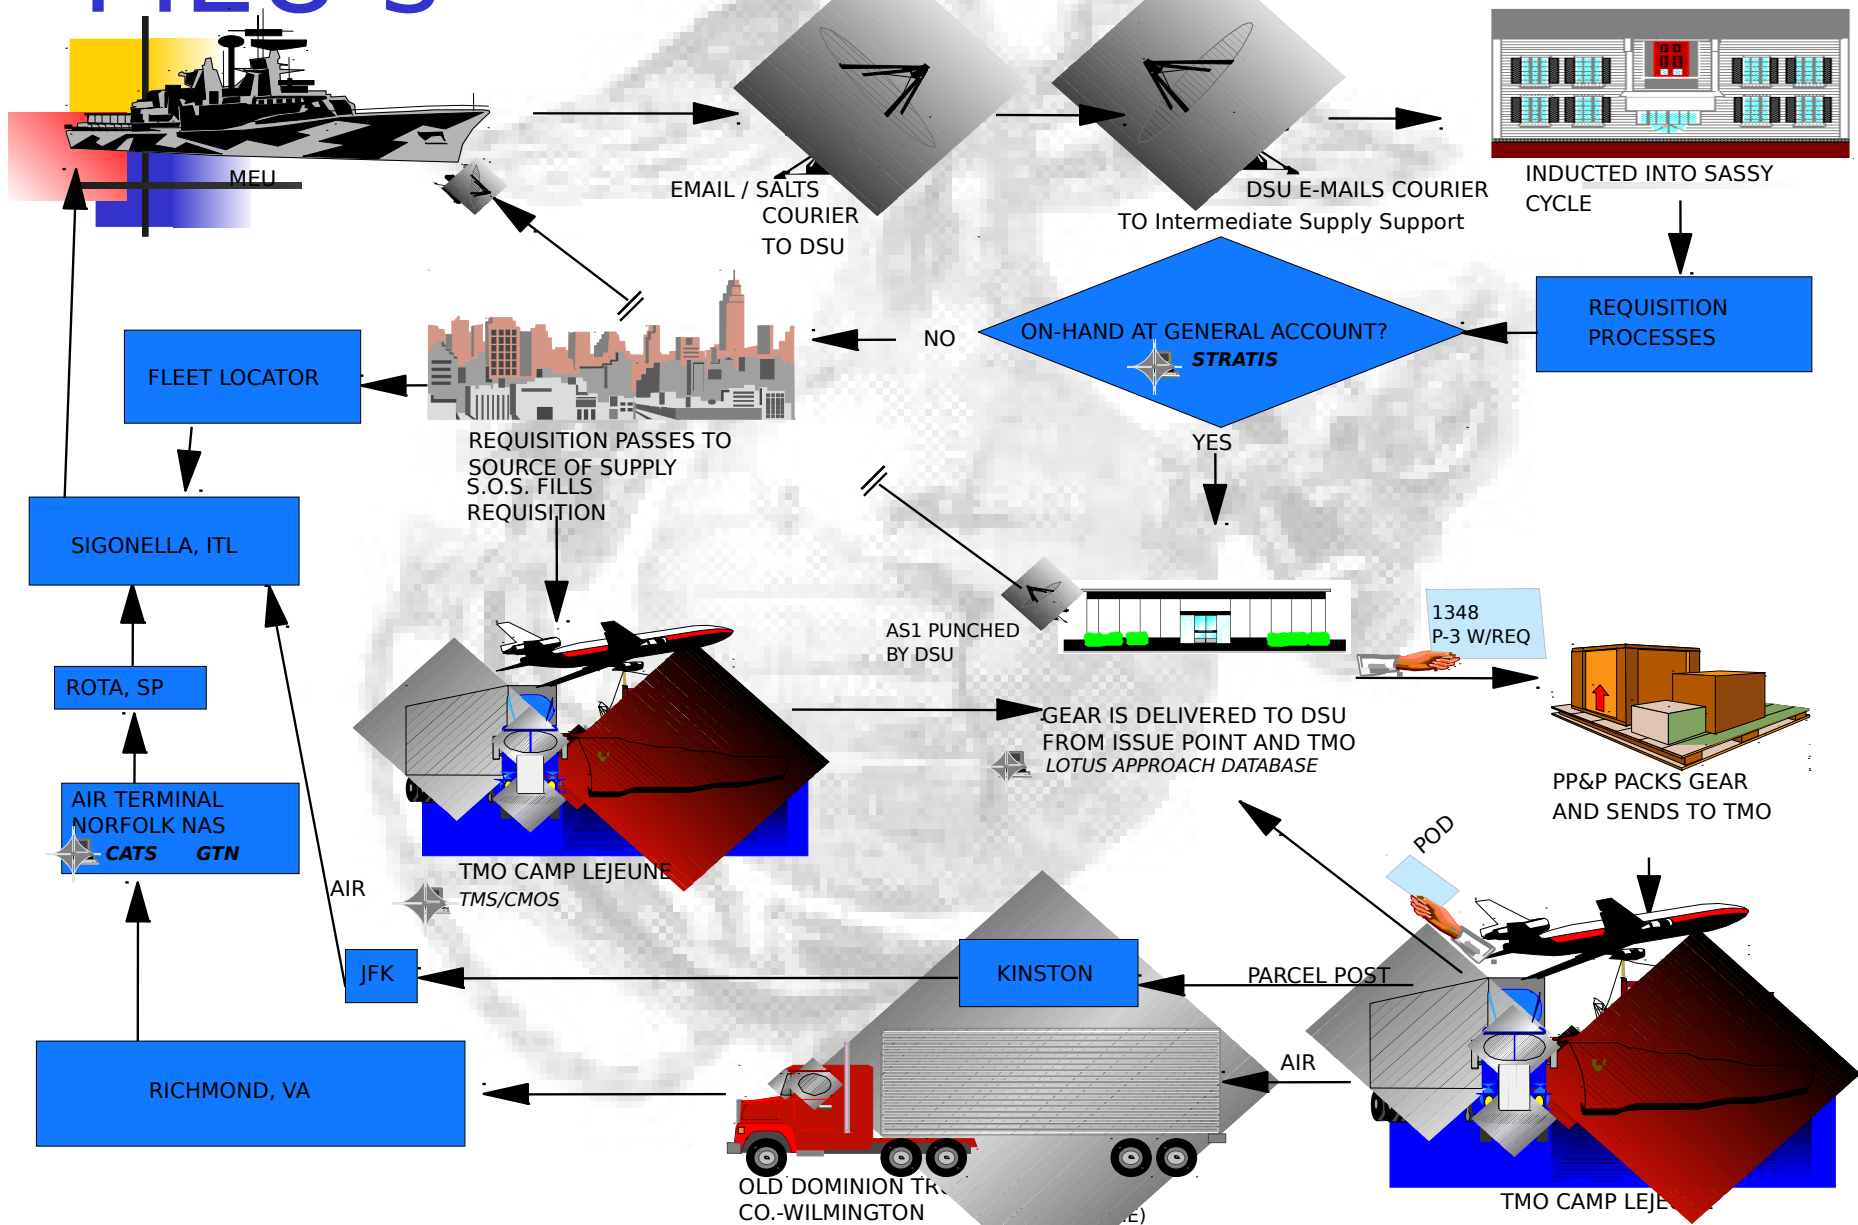 MEU
EMAIL / SALTS
COURIER
TO DSU
DSU E-MAILS COURIER
TO Intermediate Supply Support
INDUCTED INTO SASSY
CYCLE
REQUISITION
PROCESSES
ON-HAND AT GENERAL ACCOUNT?
STRATIS
NO
YES
FLEET LOCATOR
REQUISITION PASSES TO
SOURCE OF SUPPLY
S.O.S. FILLS
REQUISITION
SIGONELLA, ITL
ROTA, SP
AIR TERMINAL
NORFOLK NAS
CATS GTN
AS1 PUNCHED
BY DSU
1348
P-3 W/REQ
GEAR IS DELIVERED TO DSU
FROM ISSUE POINT AND TMO
LOTUS APPROACH DATABASE
PP&P PACKS GEAR
AND SENDS TO TMO
TMO CAMP LEJEUNE
TMS/CMOS
POD
AIR
JFK
KINSTON
PARCEL POST
RICHMOND, VA
AIR
OLD DOMINION
CO.-WILMINGTON
TMO CAMP